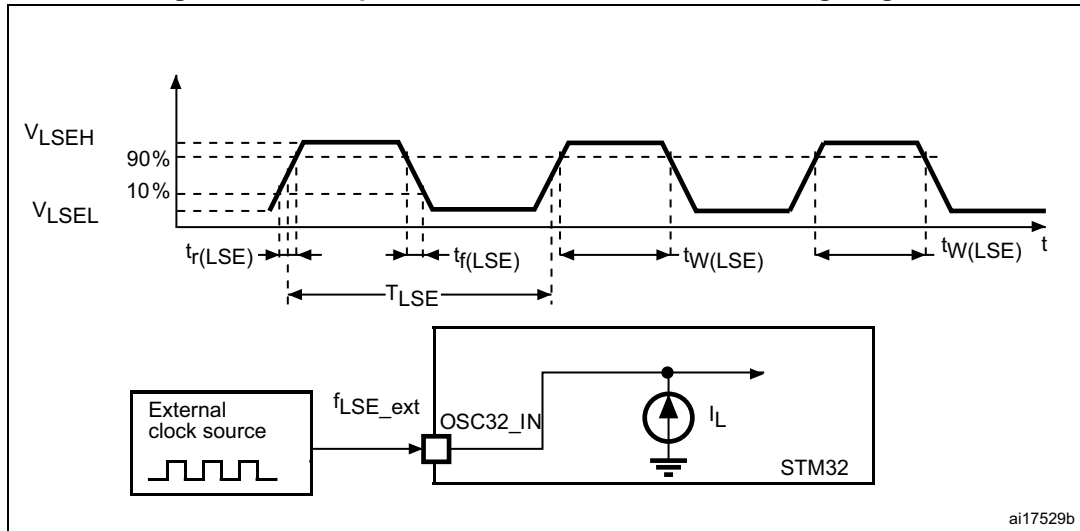 VLSEH
90%
10%
VLSEL
tr(LSE)
tf(LSE)
tW(LSE)
tW(LSE)
t
TLSE
External
clock source
fLSE_ext
OSC32_IN
IL
STM32
ai17529b